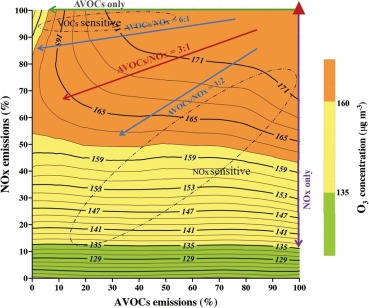 AVOCs only
VOCs sensitive
AVOCs/NOx = 6:1
AVOCs/NOx = 3:1
AVOCs/NOx = 3:2
165
171
171
165
165
159
159
153
153
NOx sensitive
147
147
141
141
135
135
129
129
NOx only
100
90
80
70
60
50
40
30
20
10
0
NOx emissions (%)
0 10 20 30 40 50 60 70 80 90 100
AVOCs emissions (%)
160
135
O3 concentration (μg m-3)